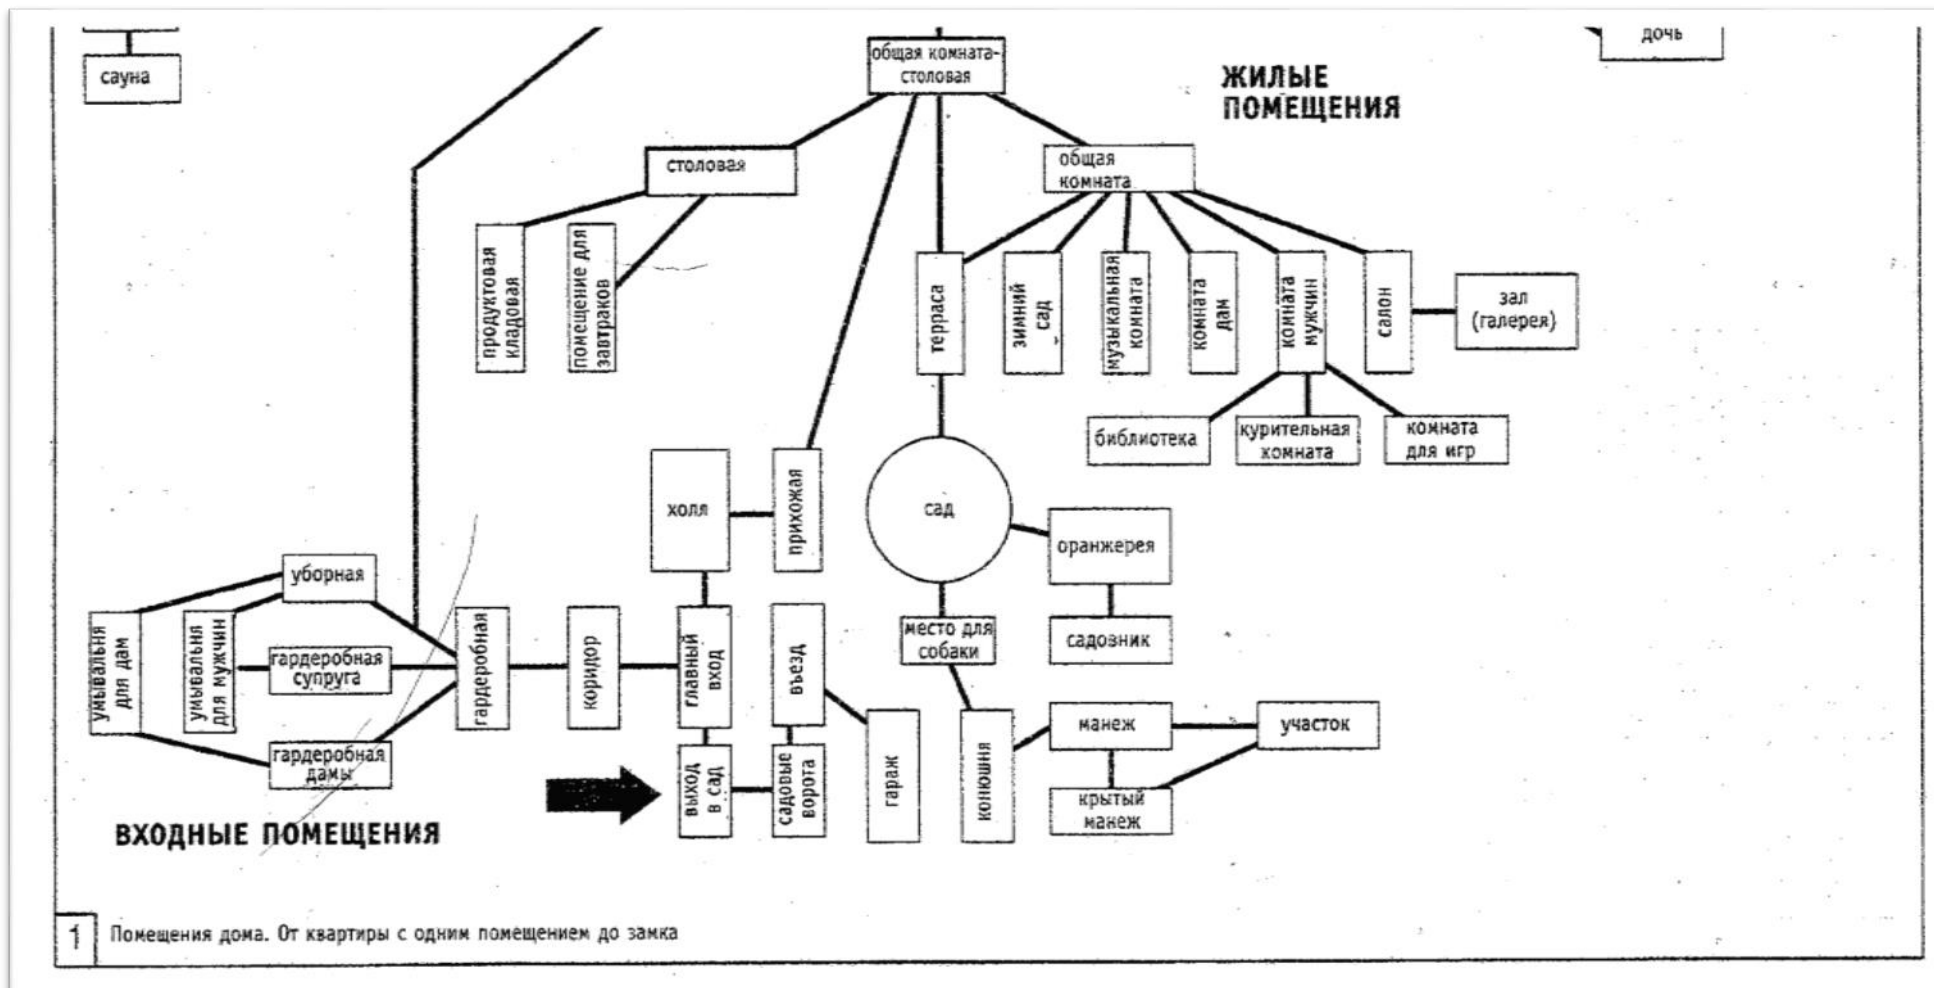 сауна
общая комната-
столовая
ЖИЛЫЕ
ПОМЕЩЕНИЯ
дочь
столовая
общая
комната
продуктовая
кладовая
помещение для
завтраков
терраса
зимний
сад
музыкальная
комната
комната
дам
комната
мужчин
салон
зал
(галерея)
библиотека
курительная
комната
комната
для игр
холл
прихожая
сад
оранжерея
садовник
уборная
умывальня
для дам
умывальня
для мужчин
гардеробная
супруга
гардеробная
дамы
гардеробная
коридор
главный
вход
въезд
место для
собаки
выход
в сад
садовые
ворота
гараж
конюшня
манеж
участок
крытый
манеж
ВХОДНЫЕ ПОМЕЩЕНИЯ
1 Помещения дома. От квартиры с одним помещением до замка